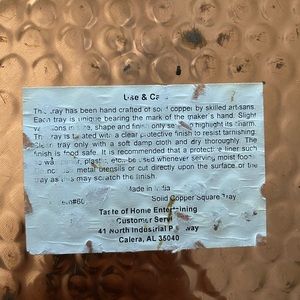 Use & Ca
The tray has been hand crafted of solid copper by skilled artisans.
Each tray is unique bearing the mark of the maker's hand. Slight
in size, shape and finish only se highlight its charm.
The tray is treated with a clear protective finish to resist tarnishing.
Clean tray only with a soft damp cloth and dry thoroughly. The
finish is food safe. It is recommended that a protective liner such
as wax paper, plastic, etc., be used whenever serving moist food
metal utensils or cut directly upon the surface of the
tray as this may scratch the finish.
Made in India
Solid Copper Square Tray
Taste of Home Entertaining
Customer Serv
41 North Industrial Parkway
Calera, AL 35040